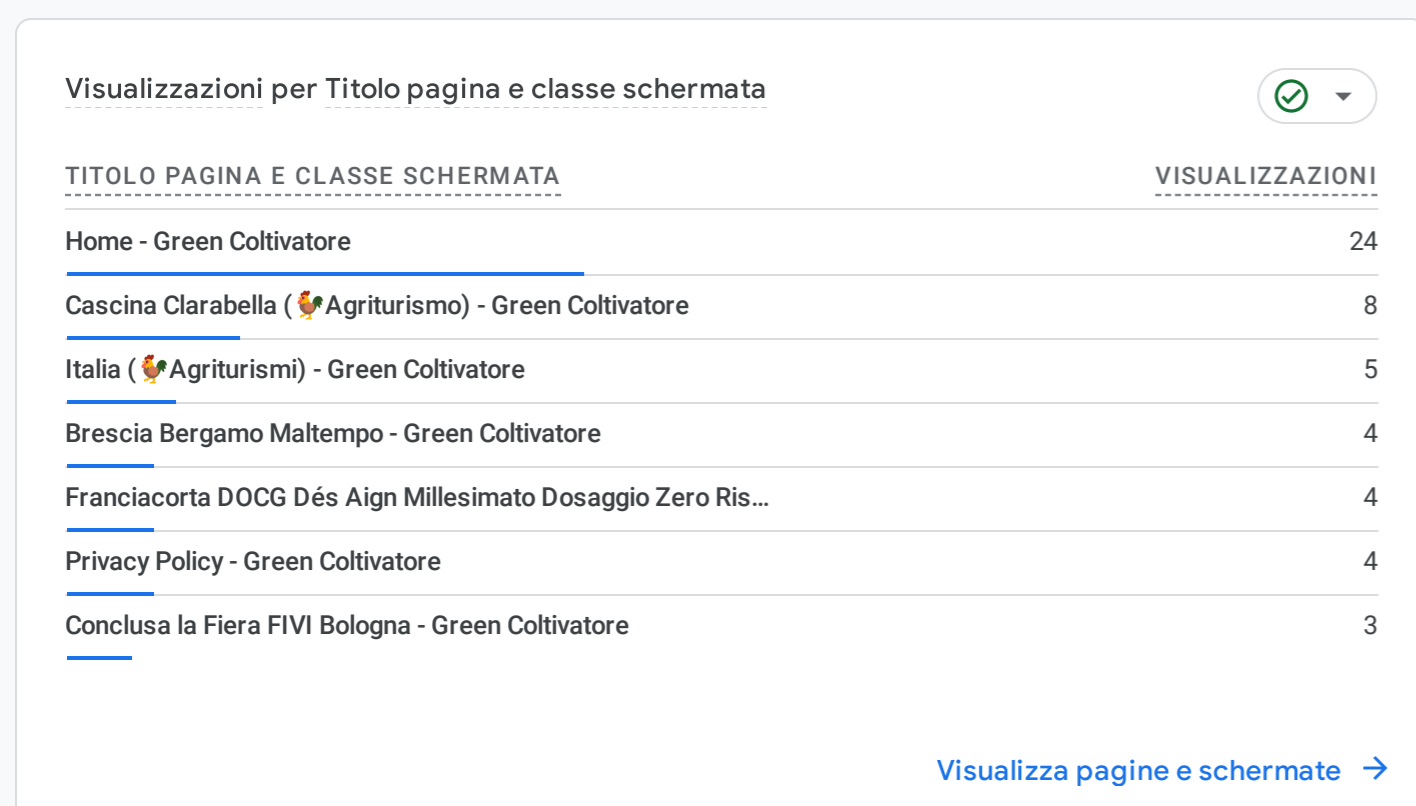 Visualizzazioni per Titolo pagina e classe schermata
TITOLO PAGINA E CLASSE SCHERMATA VISUALIZZAZIONI
Home - Green Coltivatore 24
Cascina Clarabella (🐓Agriturismo) - Green Coltivatore 8
Italia (🐓Agriturismi) - Green Coltivatore 5
Brescia Bergamo Maltempo - Green Coltivatore 4
Franciacorta DOCG Dés Aign Millesimato Dosaggio Zero Ris... 4
Privacy Policy - Green Coltivatore 4
Conclusa la Fiera FIVI Bologna - Green Coltivatore 3
Visualizza pagine e schermate →